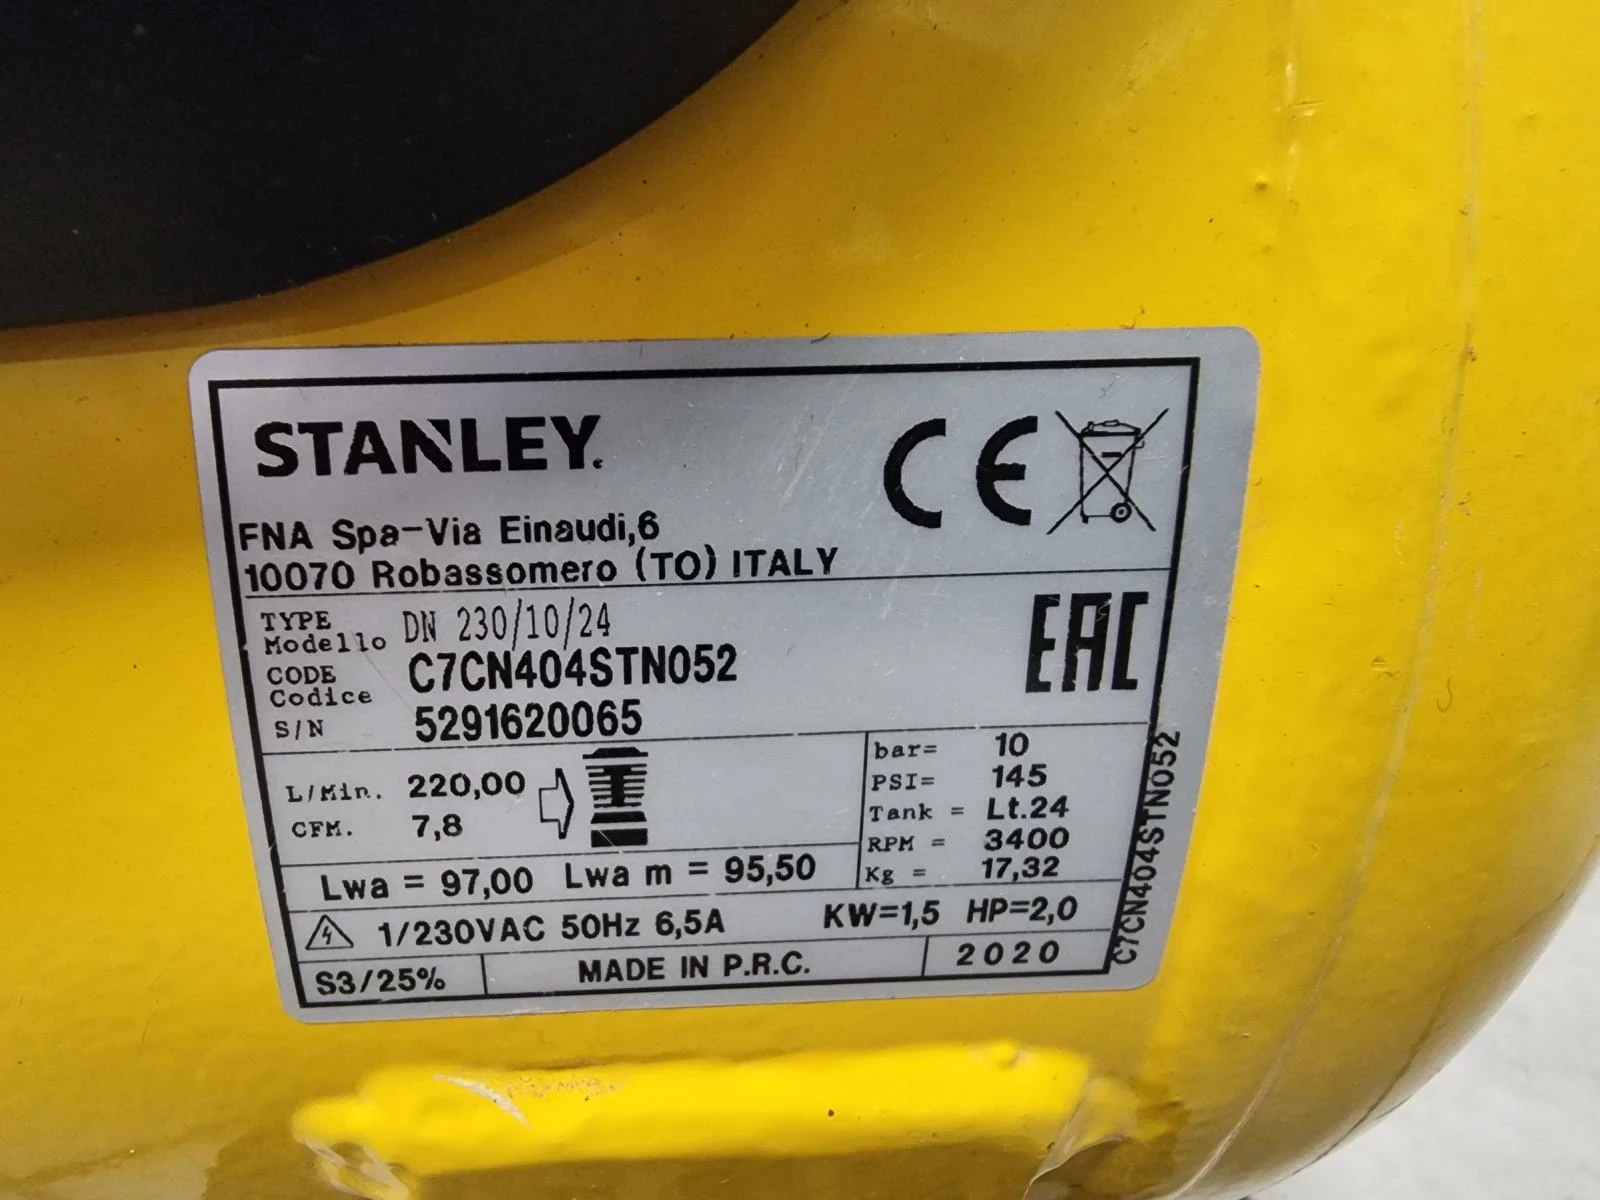 STANLEY.
CE
FNA Spa-Via Einaudi,6
10070 Robassomero (TO) ITALY
TYPE
Modello DN 230/10/24
CODE
Codice C7CN404STN052
S/N 5291620065
EAC
L/Min. 220,00
CFM. 7,8
bar= 10
PSI= 145
Tank = Lt.24
RPM = 3400
Kg = 17,32
Lwa = 97,00 Lwa m = 95,50
1/230VAC 50Hz 6,5A KW=1,5 HP=2,0
S3/25% MADE IN P.R.C. 2020
C7CN404STN052